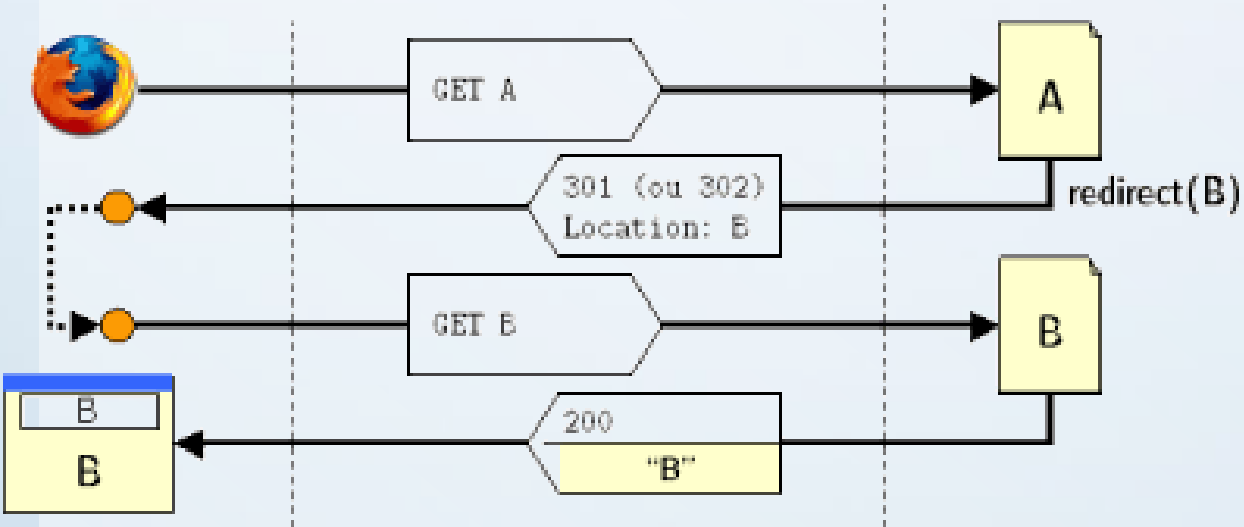 GET A
A
301 (ou 302)
Location: B
redirect(B)
GET B
B
B
200
B
"B"